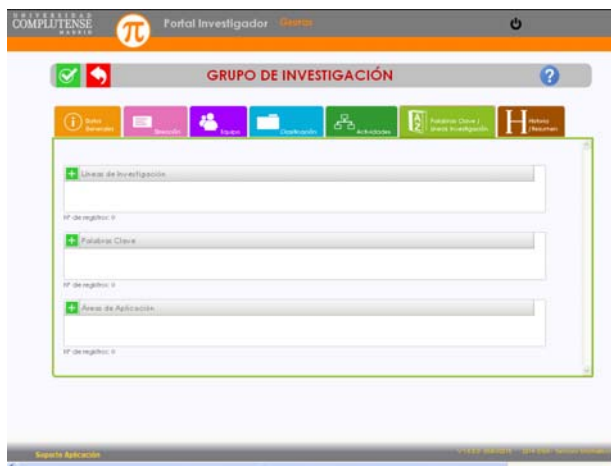 UNIVERSIDAD
COMPLUTENSE
MADRID
π
Portal Investigador
GRUPO DE INVESTIGACIÓN
?
i
Datos
Generales
Dirección
Equipo
Clasificación
Actividades
A
Z
Palabras Clave /
Líneas Investigación
H
Historia
/ Resumen
Líneas de Investigación
Nº de registros: 0
Palabras Clave
Nº de registros: 0
Áreas de Aplicación
Nº de registros: 0
Soporte Aplicación